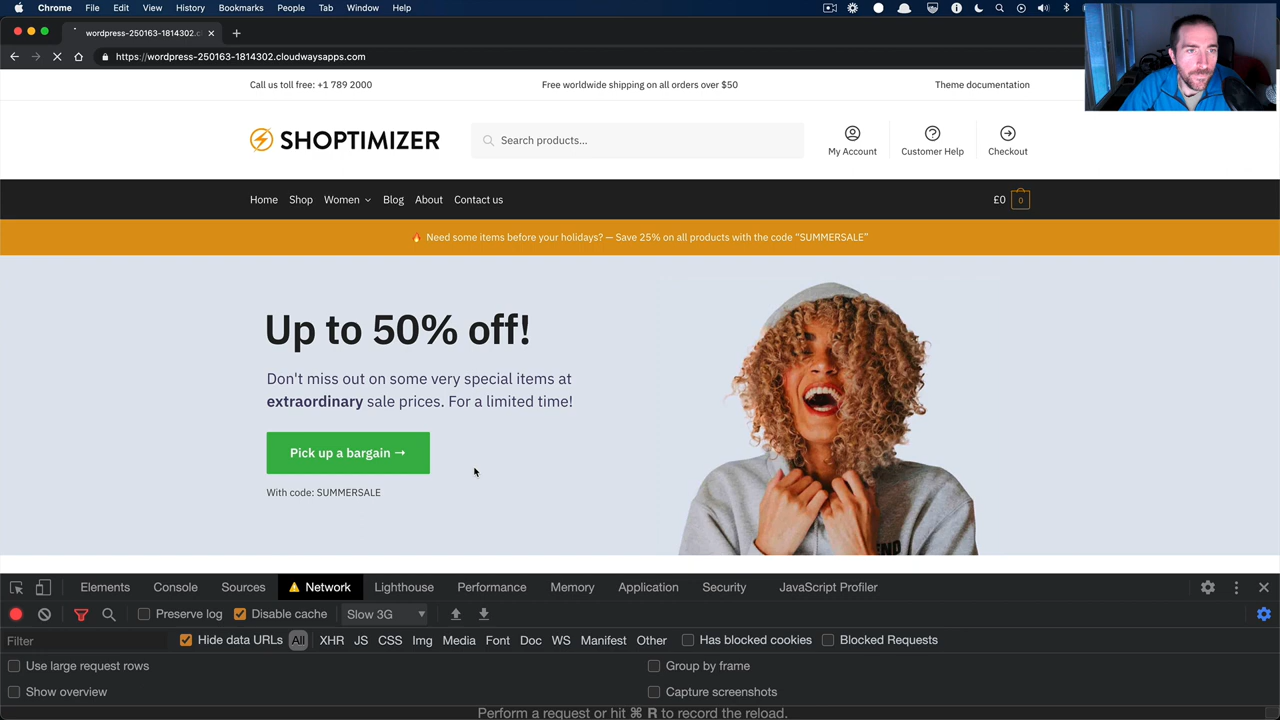 Chrome File Edit View History Bookmarks People Tab Window Help
wordpress-250163-1814302.c
https://wordpress-250163-1814302.cloudwaysapps.com
Call us toll free: +1 789 2000
Free worldwide shipping on all orders over $50
Theme documentation
SHOPTIMIZER
Search products...
My Account
Customer Help
Checkout
Home Shop Women Blog About Contact us
£0 0
🔥 Need some items before your holidays? — Save 25% on all products with the code “SUMMERSALE”
Up to 50% off!
Don't miss out on some very special items at
extraordinary sale prices. For a limited time!
Pick up a bargain →
With code: SUMMERSALE
Elements Console Sources Network Lighthouse Performance Memory Application Security JavaScript Profiler
Preserve log Disable cache Slow 3G
Filter Hide data URLs All XHR JS CSS Img Media Font Doc WS Manifest Other Has blocked cookies Blocked Requests
Use large request rows Group by frame
Show overview Capture screenshots
Perform a request or hit ⌘ R to record the reload.